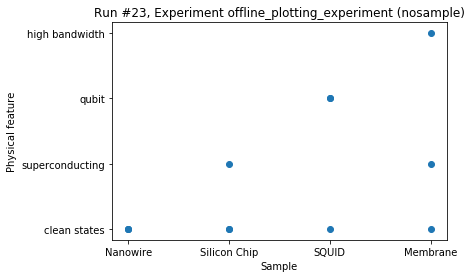 Run #23, Experiment offline_plotting_experiment (nosample)
high bandwidth
qubit
superconducting
clean states
Physical feature
Nanowire Silicon Chip SQUID Membrane
Sample